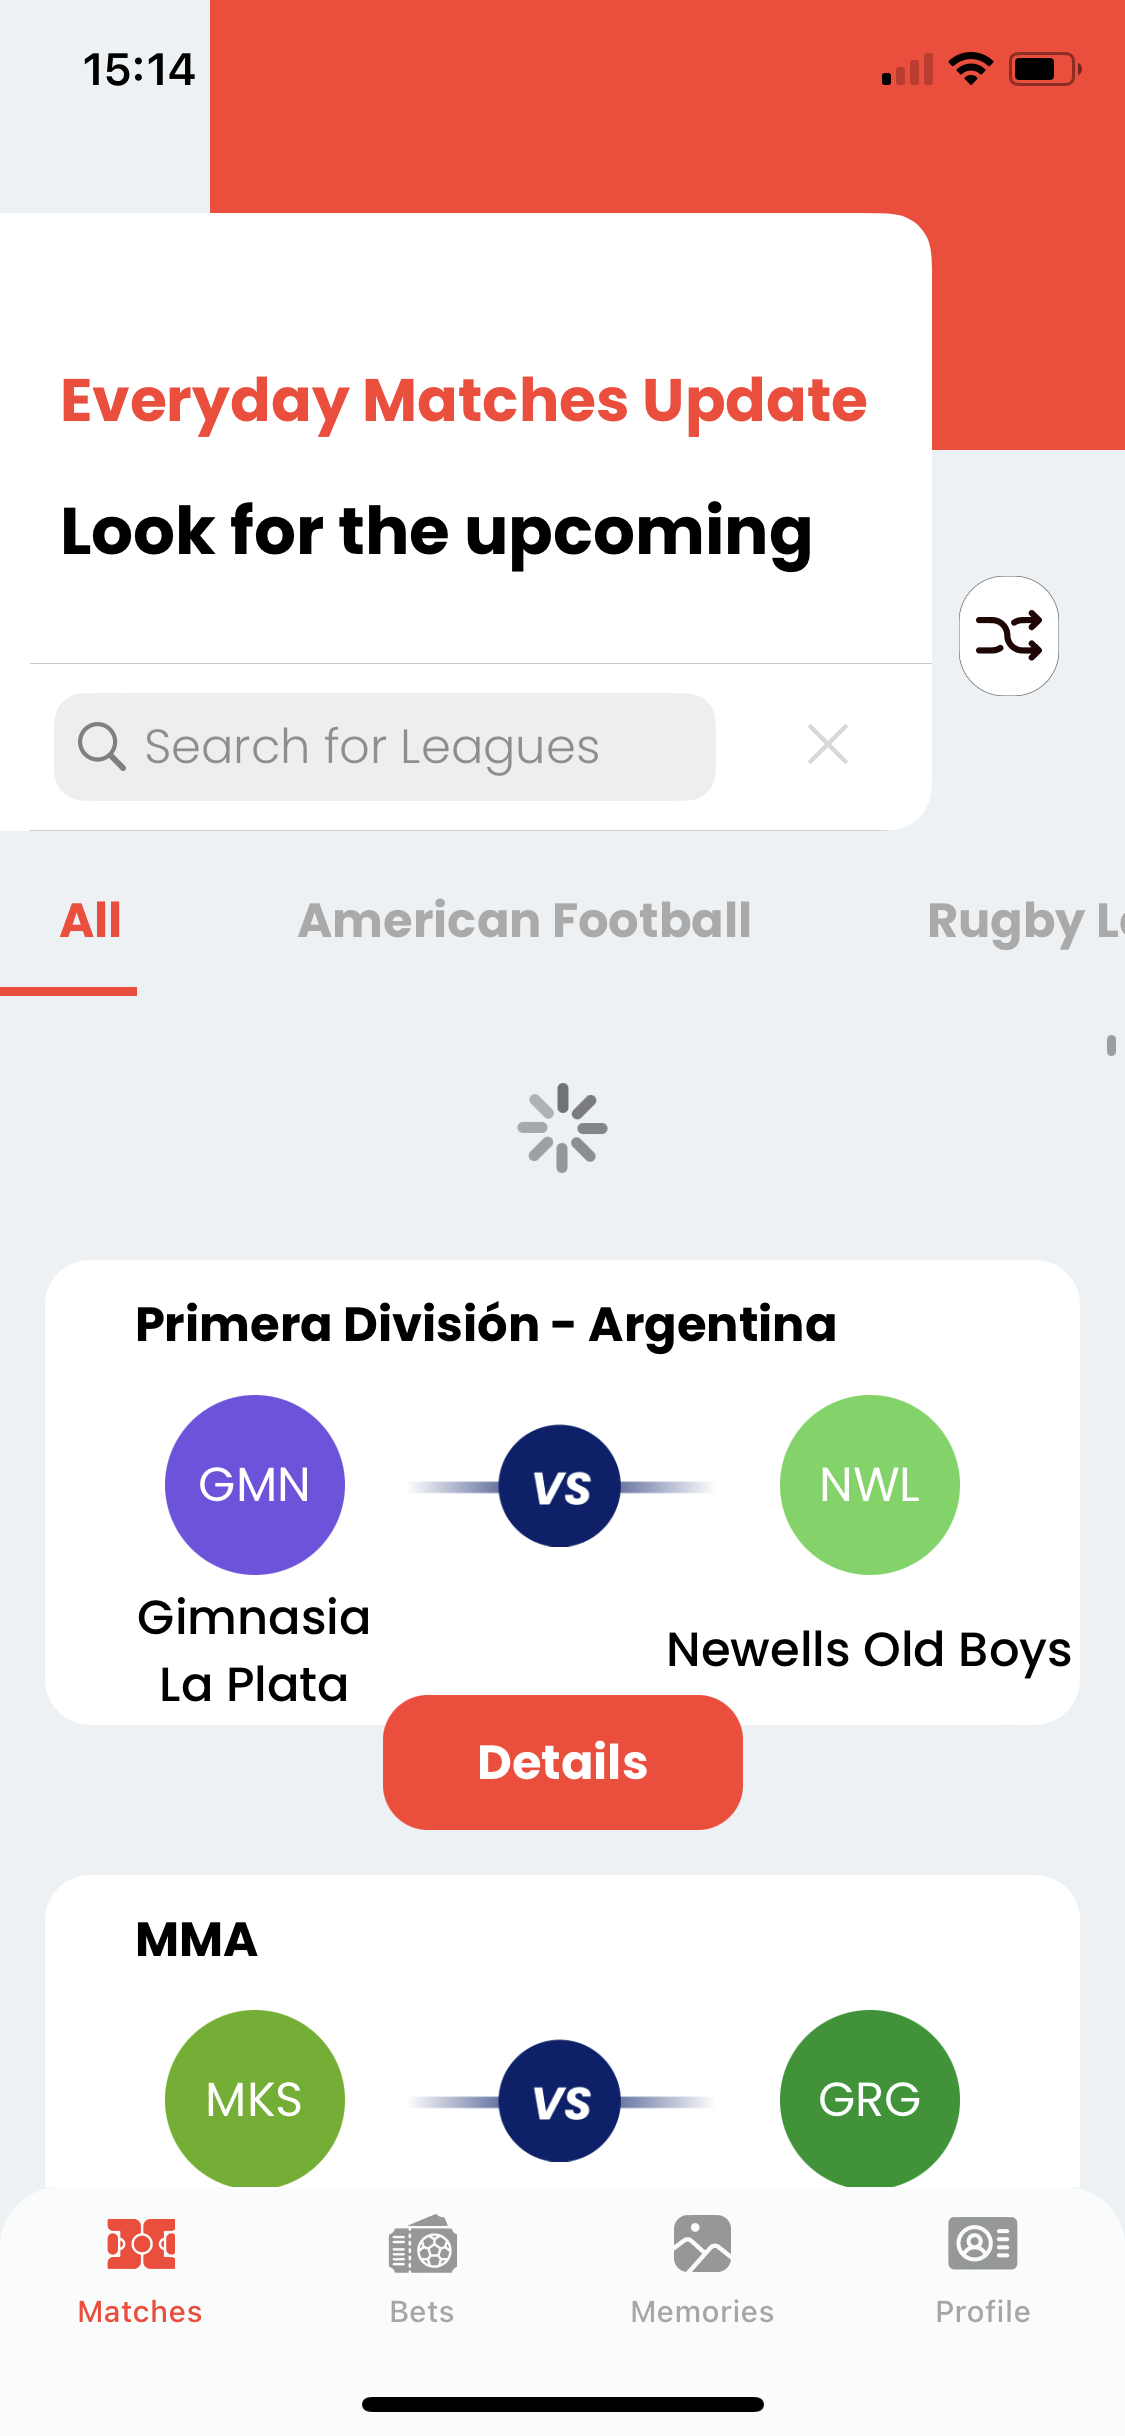 15:14
Everyday Matches Update
Look for the upcoming
Search for Leagues
All
American Football
Rugby L
Primera División - Argentina
GMN
VS
NWL
Gimnasia
La Plata
Newells Old Boys
Details
MMA
MKS
VS
GRG
Matches
Bets
Memories
Profile